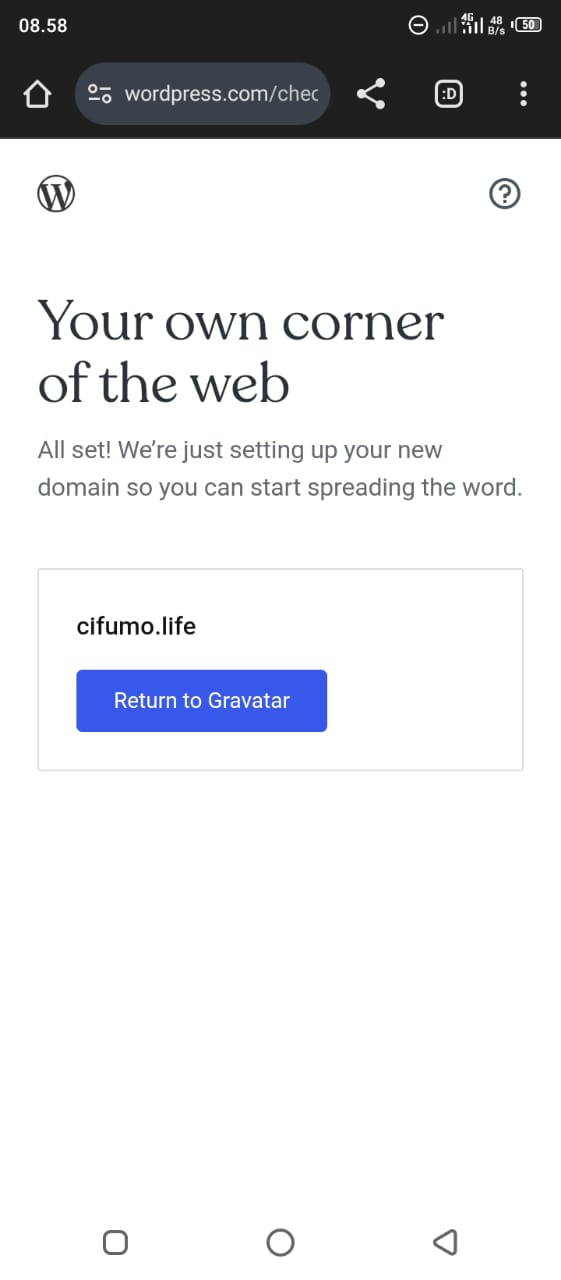 08.58
4G
48
B/s
50
wordpress.com/chec
:D
Your own corner
of the web
All set! We’re just setting up your new
domain so you can start spreading the word.
cifumo.life
Return to Gravatar